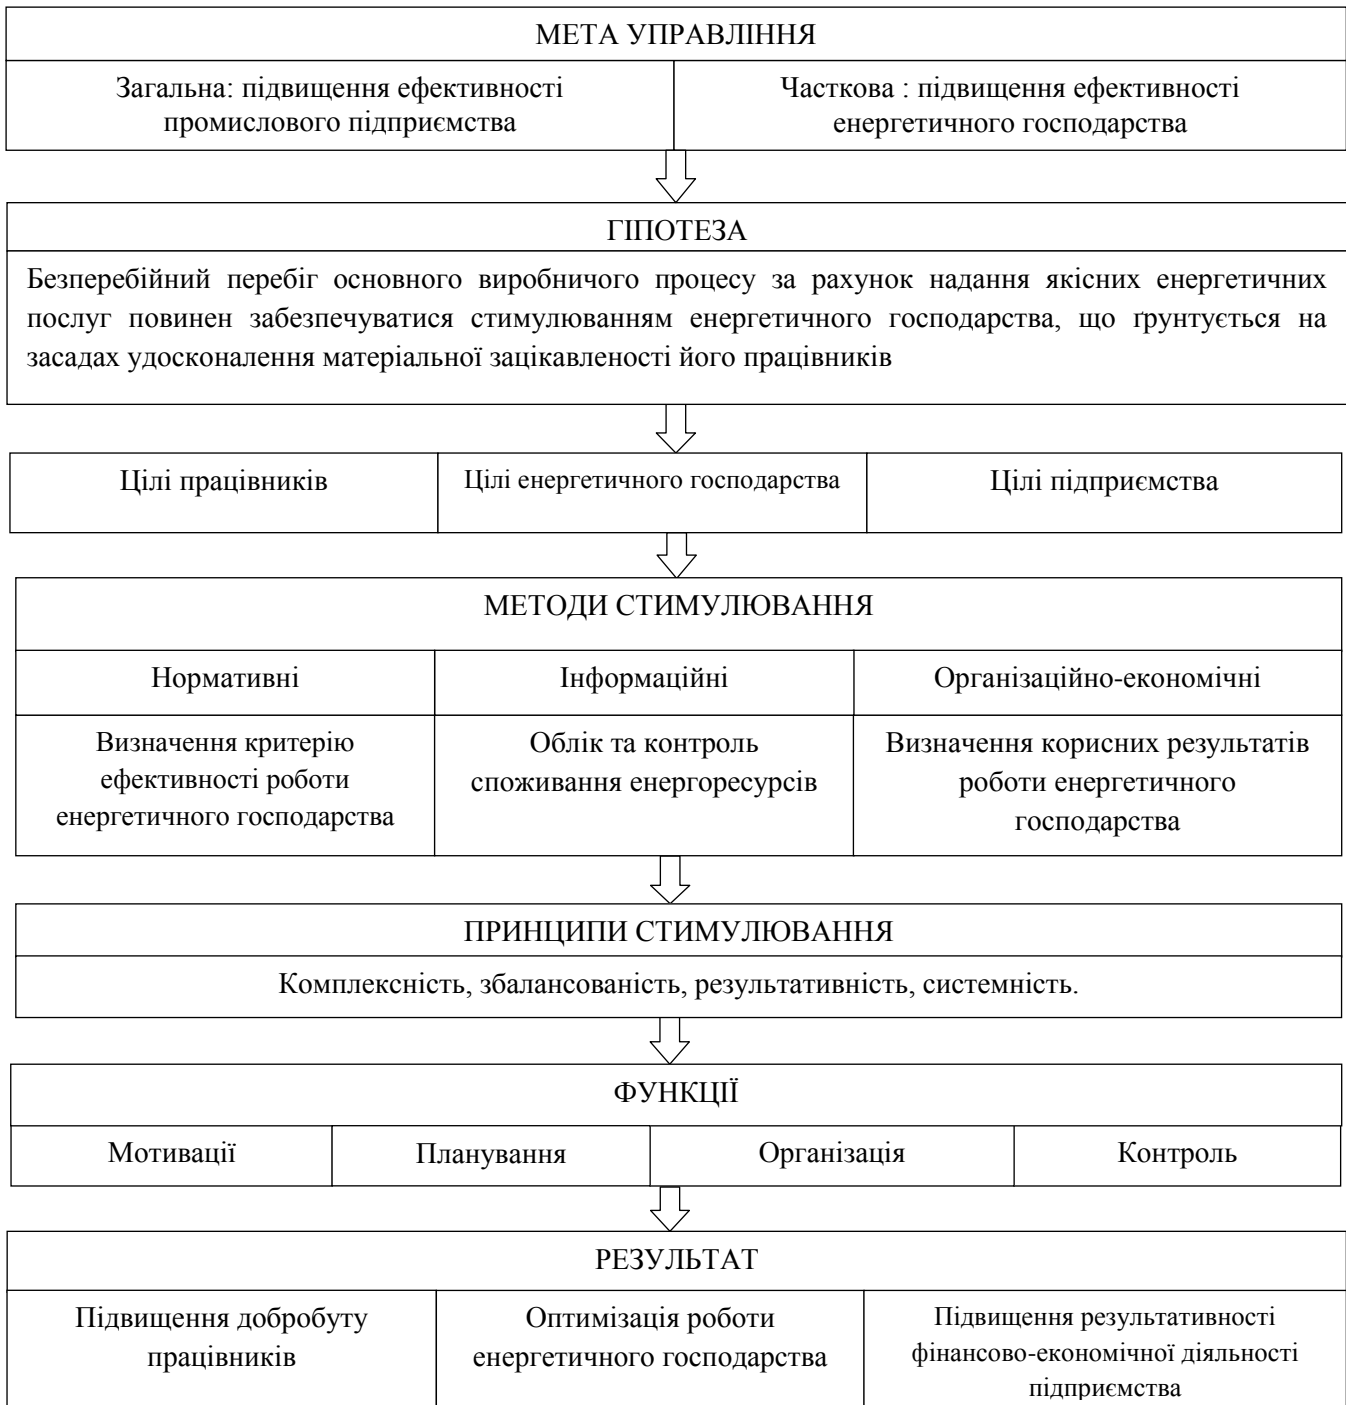 МЕТА УПРАВЛІННЯ
Загальна: підвищення ефективності
промислового підприємства
Часткова : підвищення ефективності
енергетичного господарства
ГІПОТЕЗА
Безперебійний перебіг основного виробничого процесу за рахунок надання якісних енергетичних
послуг повинен забезпечуватися стимулюванням енергетичного господарства, що ґрунтується на
засадах удосконалення матеріальної зацікавленості його працівників
Цілі працівників
Цілі енергетичного господарства
Цілі підприємства
МЕТОДИ СТИМУЛЮВАННЯ
Нормативні
Інформаційні
Організаційно-економічні
Визначення критерію
ефективності роботи
енергетичного господарства
Облік та контроль
споживання енергоресурсів
Визначення корисних результатів
роботи енергетичного
господарства
ПРИНЦИПИ СТИМУЛЮВАННЯ
Комплексність, збалансованість, результативність, системність.
ФУНКЦІЇ
Мотивації
Планування
Організація
Контроль
РЕЗУЛЬТАТ
Підвищення добробуту
працівників
Оптимізація роботи
енергетичного господарства
Підвищення результативності
фінансово-економічної діяльності
підприємства